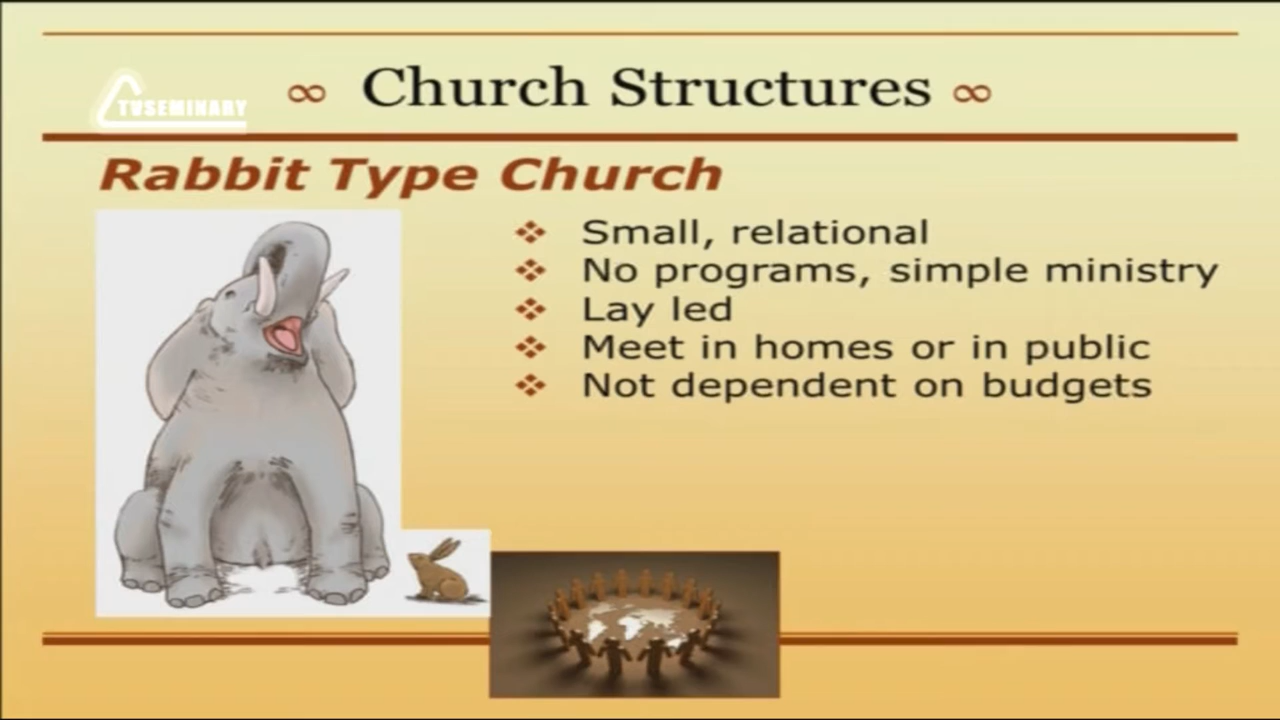 TVSEMINARY
∞ Church Structures ∞
Rabbit Type Church
❖ Small, relational
❖ No programs, simple ministry
❖ Lay led
❖ Meet in homes or in public
❖ Not dependent on budgets